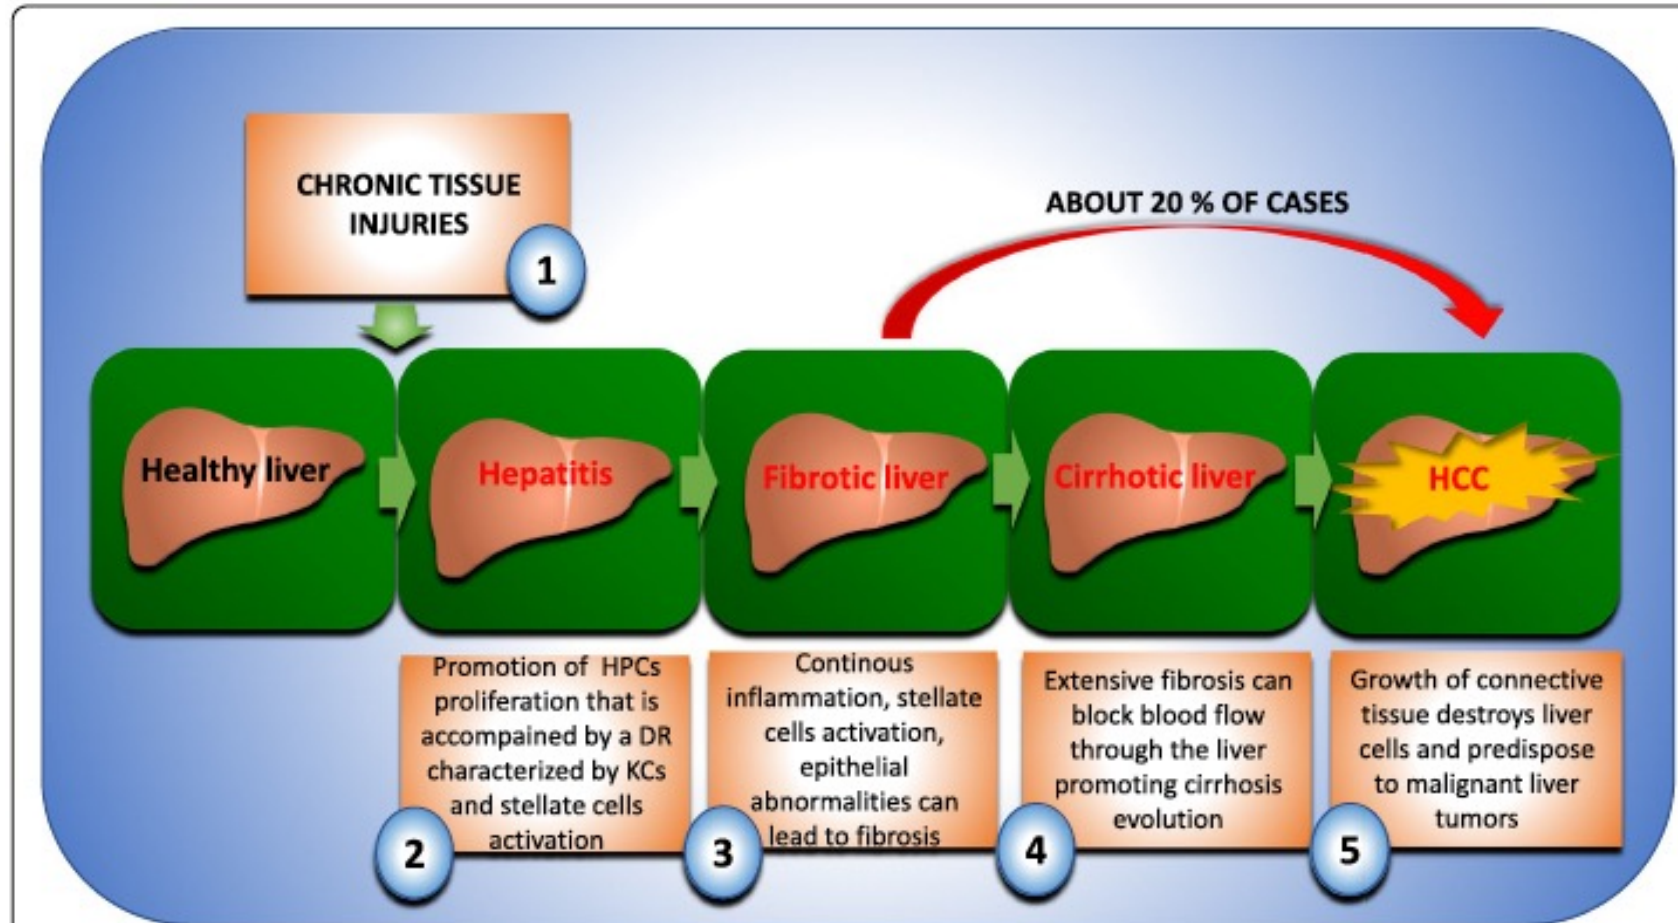 CHRONIC TISSUE
INJURIES
1
ABOUT 20 % OF CASES
Healthy liver
Hepatitis
Fibrotic liver
Cirrhotic liver
HCC
Promotion of HPCs
proliferation that is
accompained by a DR
characterized by KCs
and stellate cells
activation
2
Continous
inflammation, stellate
cells activation,
epithelial
abnormalities can
lead to fibrosis
3
Extensive fibrosis can
block blood flow
through the liver
promoting cirrhosis
evolution
4
Growth of connective
tissue destroys liver
cells and predispose
to malignant liver
tumors
5